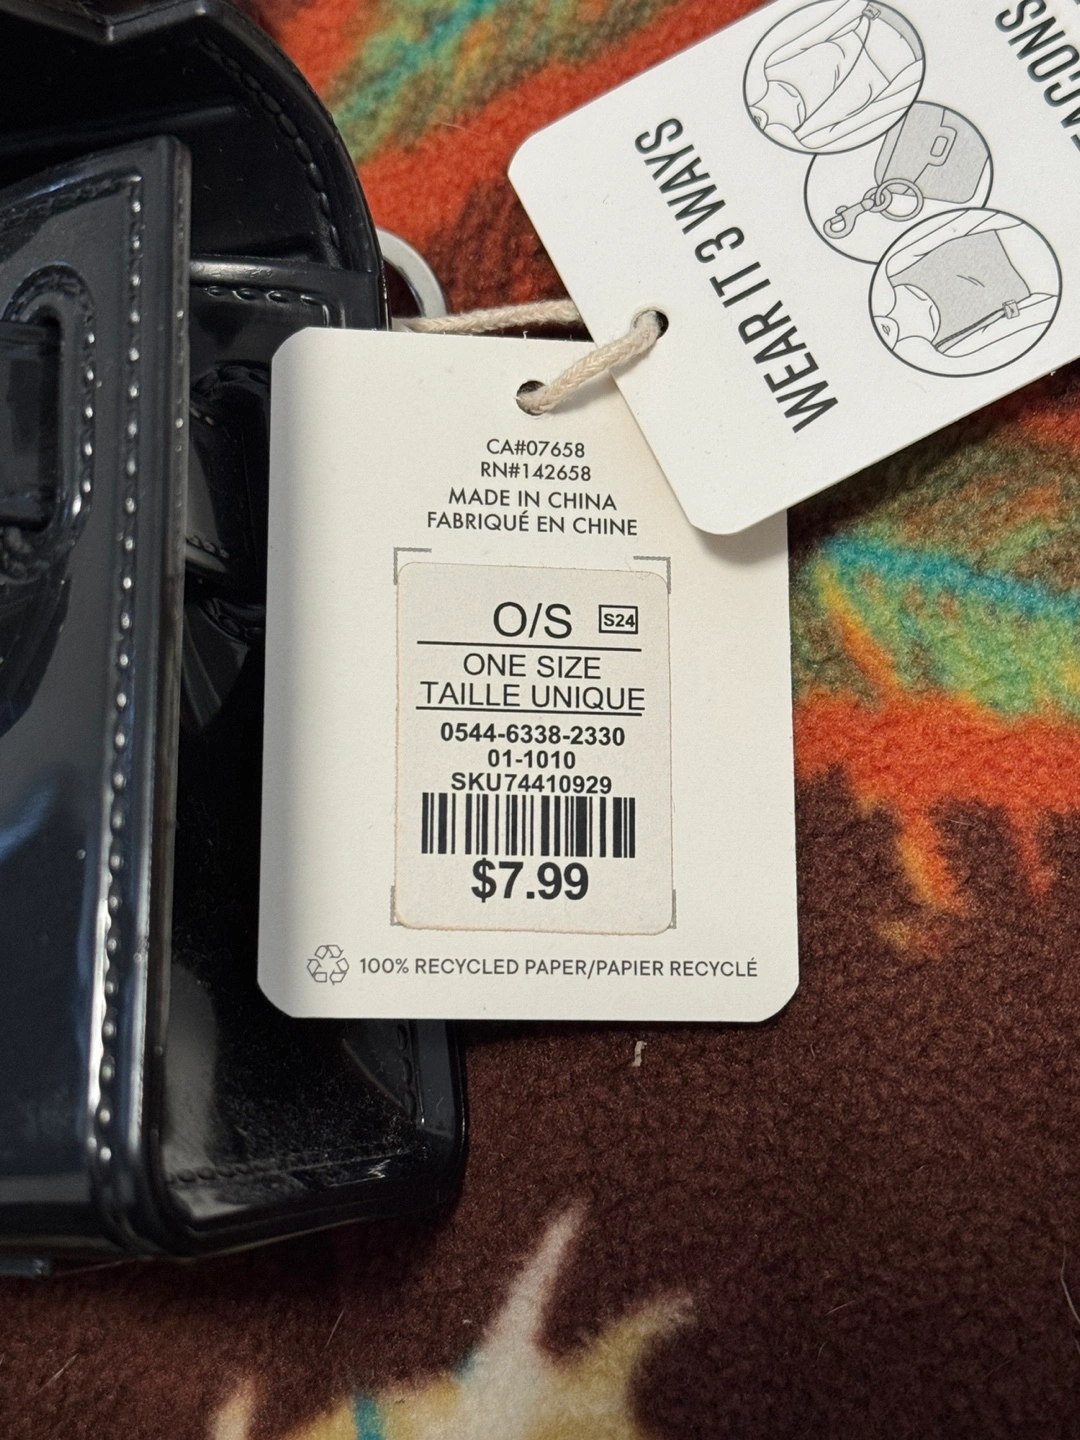 WEAR IT 3 WAYS
CA#07658
RN#142658
MADE IN CHINA
FABRIQUÉ EN CHINE
O/S S24
ONE SIZE
TAILLE UNIQUE
0544-6338-2330
01-1010
SKU74410929
$7.99
100% RECYCLED PAPER/PAPIER RECYCLÉ